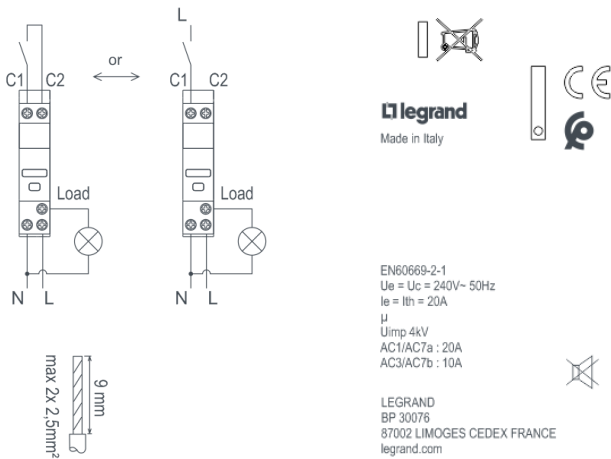 L
C1 C2
or
C1 C2
Load
Load
N L
N L
max 2x 2,5mm²
9 mm
legrand
Made in Italy
CE
EN60669-2-1
Ue = Uc = 240V~ 50Hz
Ie = Ith = 20A
μ
Uimp 4kV
AC1/AC7a : 20A
AC3/AC7b : 10A
LEGRAND
BP 30076
87002 LIMOGES CEDEX FRANCE
legrand.com